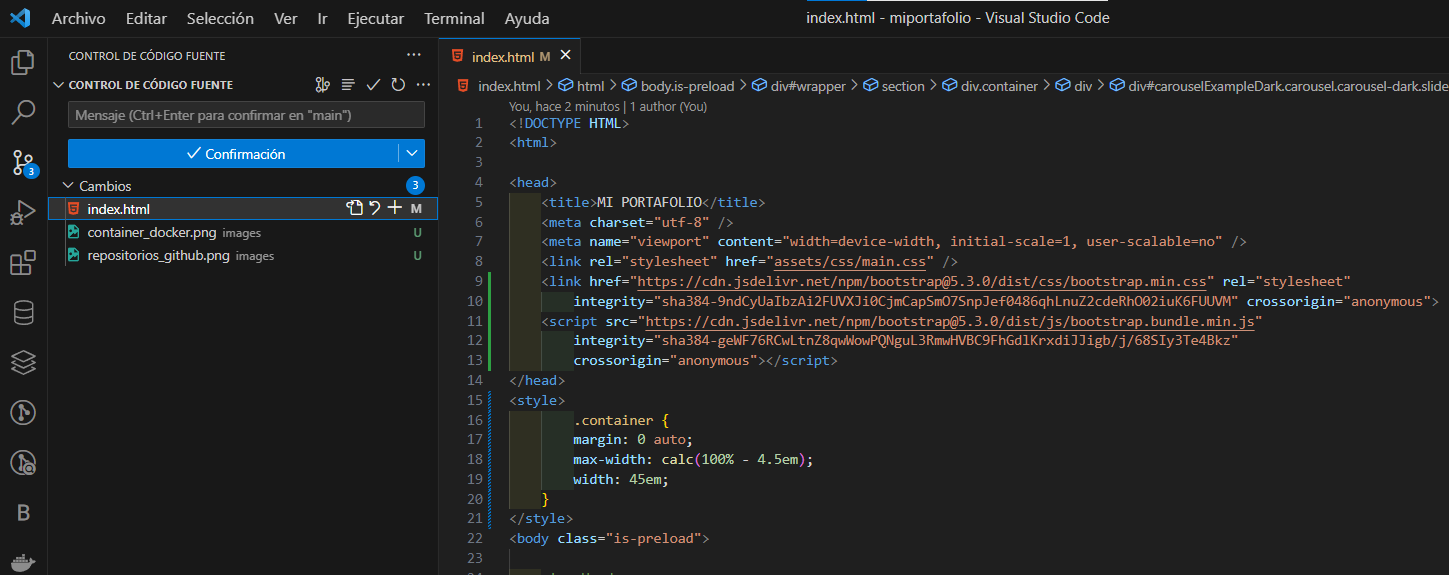 Archivo Editar Selección Ver Ir Ejecutar Terminal Ayuda
index.html - miportafolio - Visual Studio Code
CONTROL DE CÓDIGO FUENTE
CONTROL DE CÓDIGO FUENTE
Mensaje (Ctrl+Enter para confirmar en "main")
Confirmación
Cambios 3
index.html M
container_docker.png images U
repositorios_github.png images U
3
B
index.html M
index.html > html > body.is-preload > div#wrapper > section > div.container > div > div#carouselExampleDark.carousel.carousel-dark.slide
You, hace 2 minutos | 1 author (You)
1 <!DOCTYPE HTML>
2 <html>
3
4 <head>
5 <title>MI PORTAFOLIO</title>
6 <meta charset="utf-8" />
7 <meta name="viewport" content="width=device-width, initial-scale=1, user-scalable=no" />
8 <link rel="stylesheet" href="assets/css/main.css" />
9 <link href="https://cdn.jsdelivr.net/npm/bootstrap@5.3.0/dist/css/bootstrap.min.css" rel="stylesheet"
10 integrity="sha384-9ndCyUaIbzAi2FUVXJi0CjmCapSmO7SnpJef0486qhLnuZ2cdeRhO02iuK6FUUVM" crossorigin="anonymous">
11 <script src="https://cdn.jsdelivr.net/npm/bootstrap@5.3.0/dist/js/bootstrap.bundle.min.js"
12 integrity="sha384-geWF76RCwLtnZ8qwWowPQNguL3RmwHVBC9FhGdlKrxdiJJigb/j/68SIy3Te4Bkz"
13 crossorigin="anonymous"></script>
14 </head>
15 <style>
16 .container {
17 margin: 0 auto;
18 max-width: calc(100% - 4.5em);
19 width: 45em;
20 }
21 </style>
22 <body class="is-preload">
23